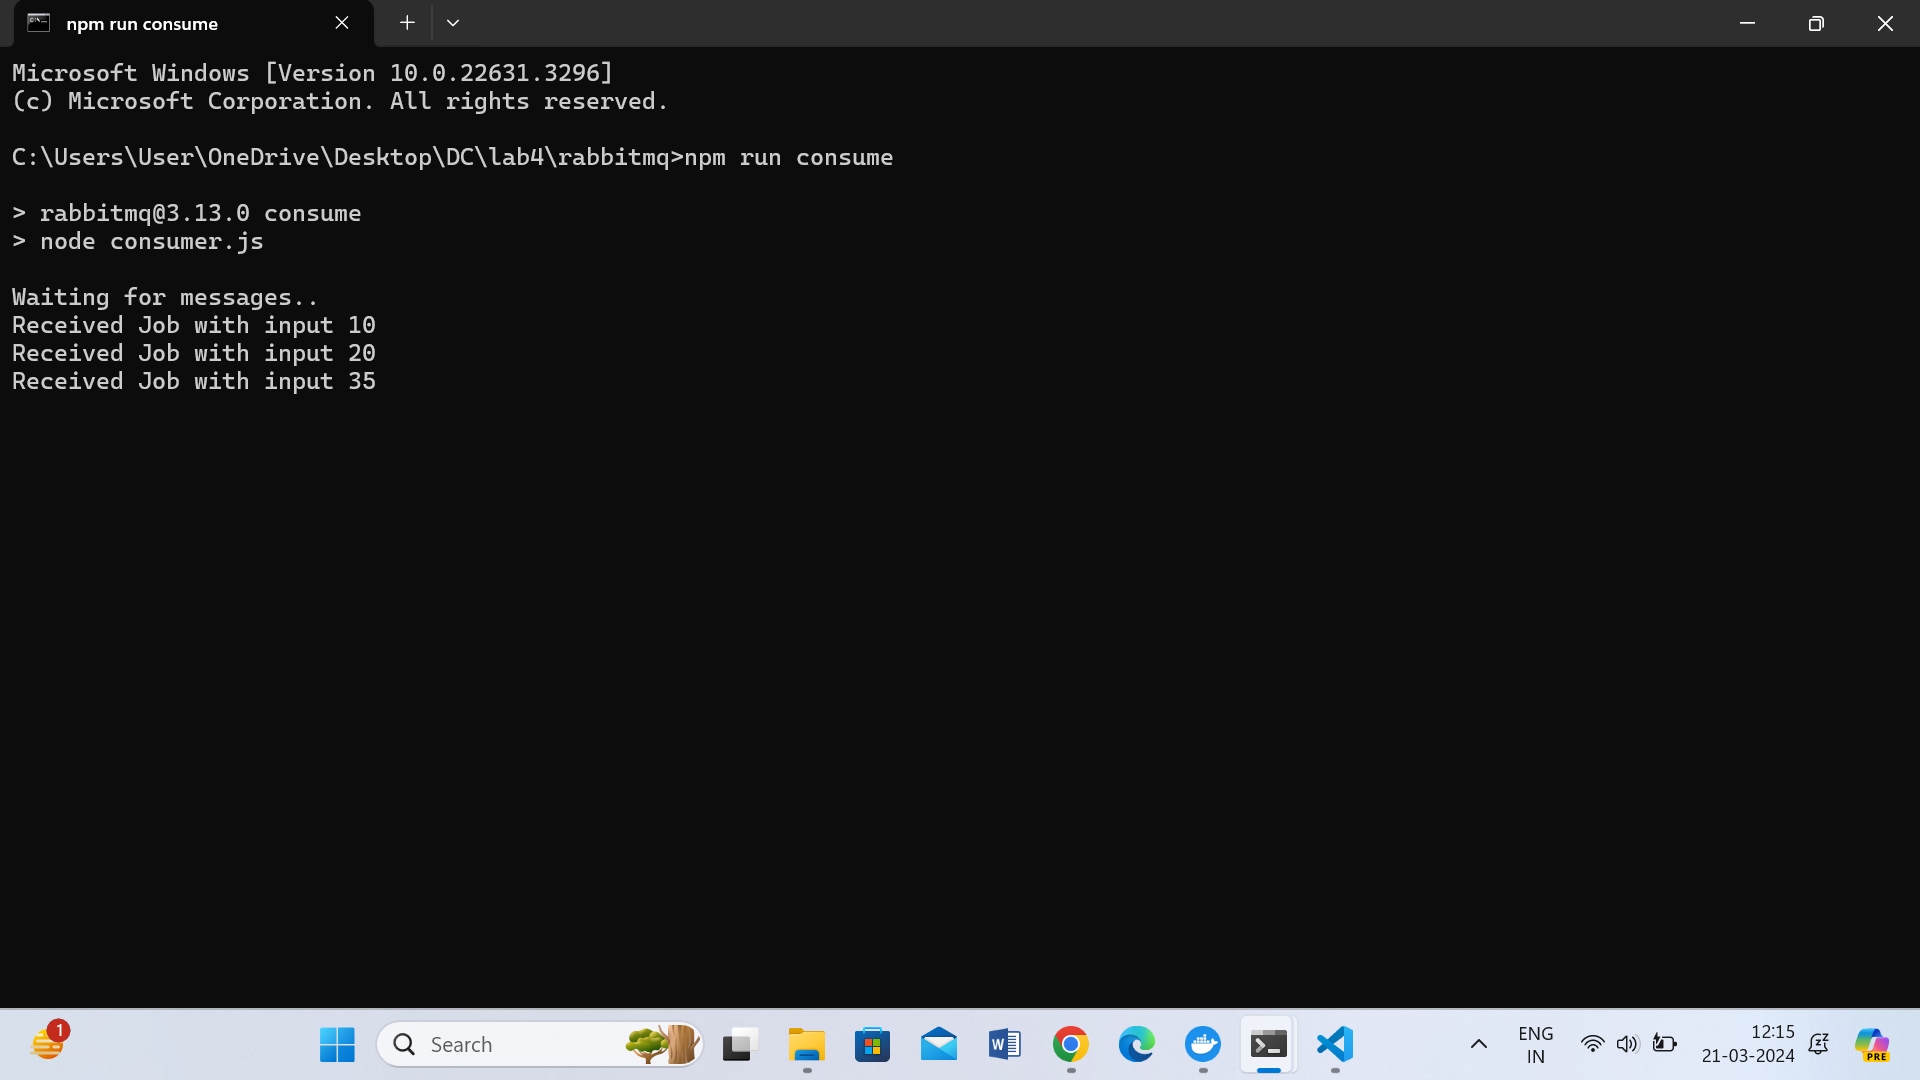 npm run consume
Microsoft Windows [Version 10.0.22631.3296]
(c) Microsoft Corporation. All rights reserved.
C:\Users\User\OneDrive\Desktop\DC\lab4\rabbitmq>npm run consume
> rabbitmq@3.13.0 consume
> node consumer.js
Waiting for messages..
Received Job with input 10
Received Job with input 20
Received Job with input 35
1
Search
W
ENG
IN
12:15
21-03-2024
PRE